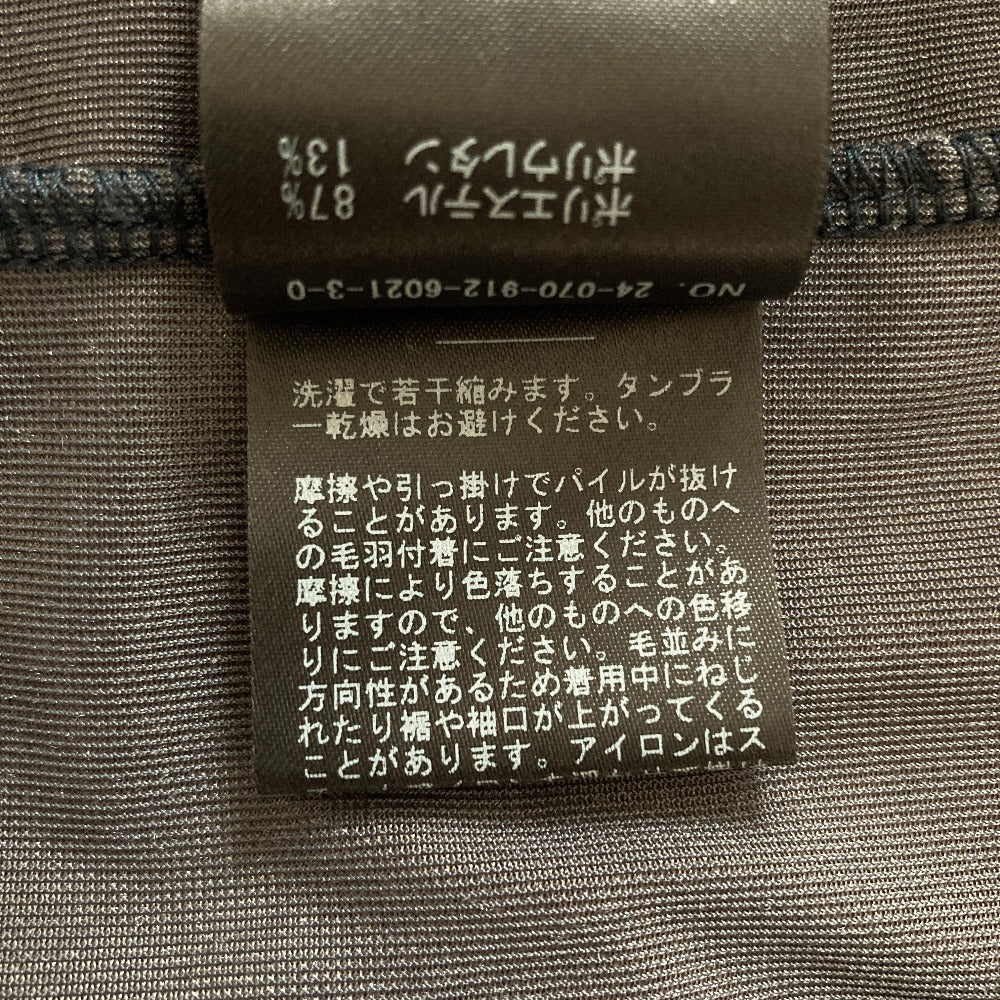 ポリエステル 87%
ポリウレタン 13%
NO. 24-070-912-6021-3-0
洗濯で若干縮みます。タンブラ
ー乾燥はお避けください。
摩擦や引っ掛けでパイルが抜け
ることがあります。他のものへ
の毛羽付着にご注意ください。
摩擦により色落ちすることがあ
りますので、他のものへの色移
りにご注意ください。毛並みに
方向性があるため着用中にねじ
れたり裾や袖口が上がってくる
ことがあります。アイロンはス